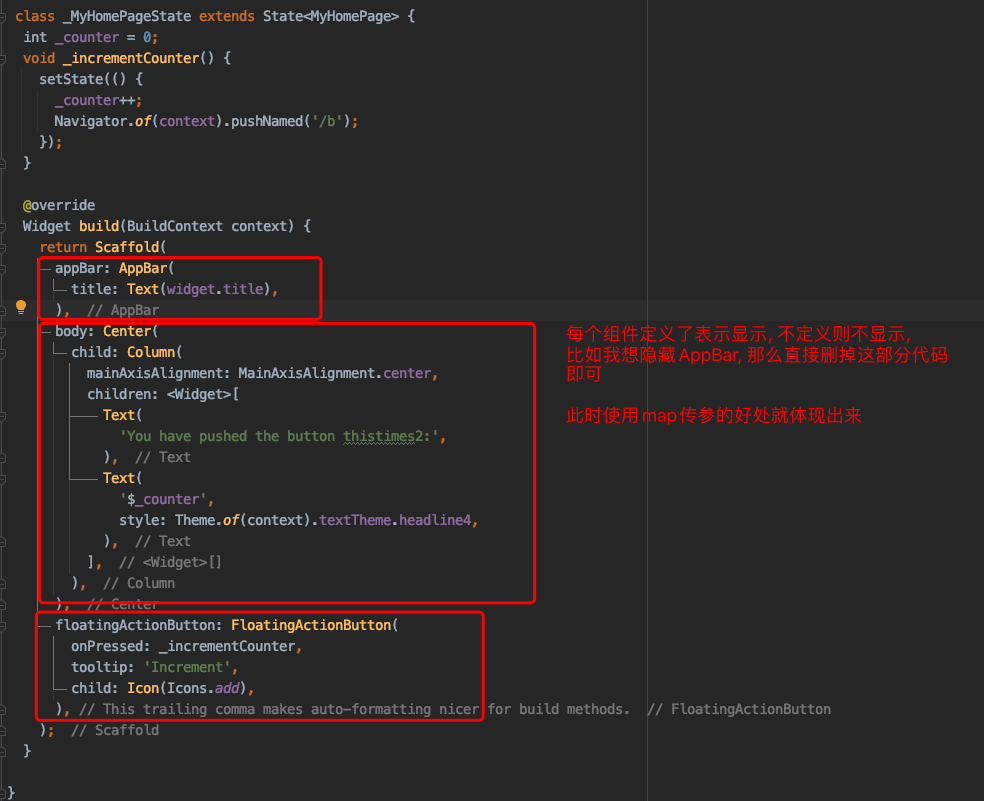 class _MyHomePageState extends State<MyHomePage> {
int _counter = 0;
void _incrementCounter() {
setState(() {
_counter++;
Navigator.of(context).pushNamed('/b');
});
}
@override
Widget build(BuildContext context) {
return Scaffold(
appBar: AppBar(
title: Text(widget.title),
), // AppBar
body: Center(
child: Column(
mainAxisAlignment: MainAxisAlignment.center,
children: <Widget>[
Text(
'You have pushed the button thistimes2:',
), // Text
Text(
'$_counter',
style: Theme.of(context).textTheme.headline4,
), // Text
], // <Widget>[]
), // Column
), // Center
floatingActionButton: FloatingActionButton(
onPressed: _incrementCounter,
tooltip: 'Increment',
child: Icon(Icons.add),
), // This trailing comma makes auto-formatting nicer for build methods. // FloatingActionButton
); // Scaffold
}
}
每个组件定义了表示显示, 不定义则不显示,
比如我想隐藏 AppBar, 那么直接删掉这部分代码
即可
此时使用 map 传参的好处就体现出来